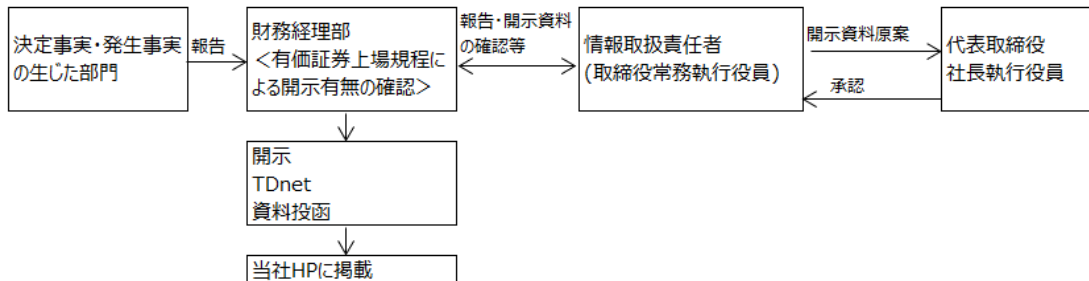 決定事実・発生事実
の生じた部門
報告
財務経理部
<有価証券上場規程に
よる開示有無の確認>
報告・開示資料
の確認等
情報取扱責任者
(取締役常務執行役員)
開示資料原案
承認
代表取締役
社長執行役員
開示
TDnet
資料投函
当社HPに掲載